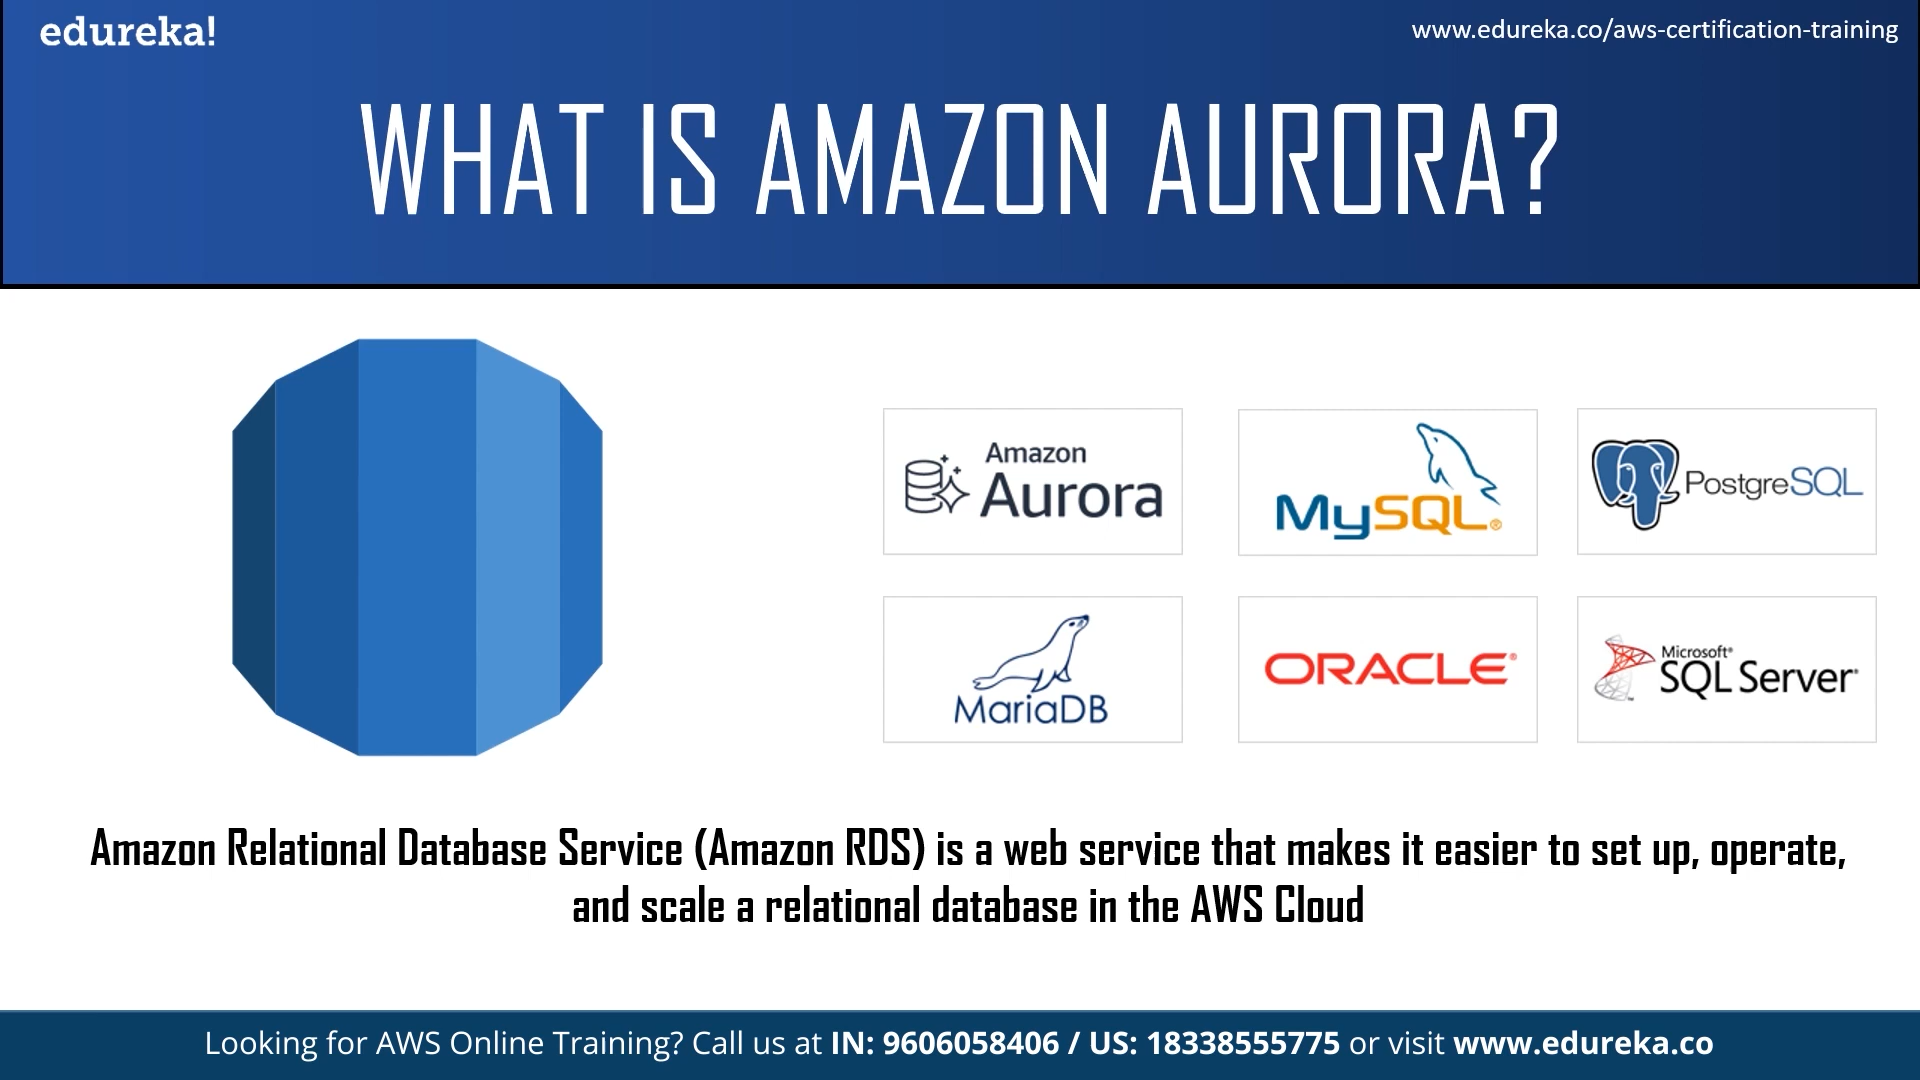 edureka!
www.edureka.co/aws-certification-training
WHAT IS AMAZON AURORA?
Amazon
Aurora
MySQL®
PostgreSQL
MariaDB
ORACLE®
Microsoft®
SQL Server®
Amazon Relational Database Service (Amazon RDS) is a web service that makes it easier to set up, operate,
and scale a relational database in the AWS Cloud
Looking for AWS Online Training? Call us at IN: 9606058406 / US: 18338555775 or visit www.edureka.co